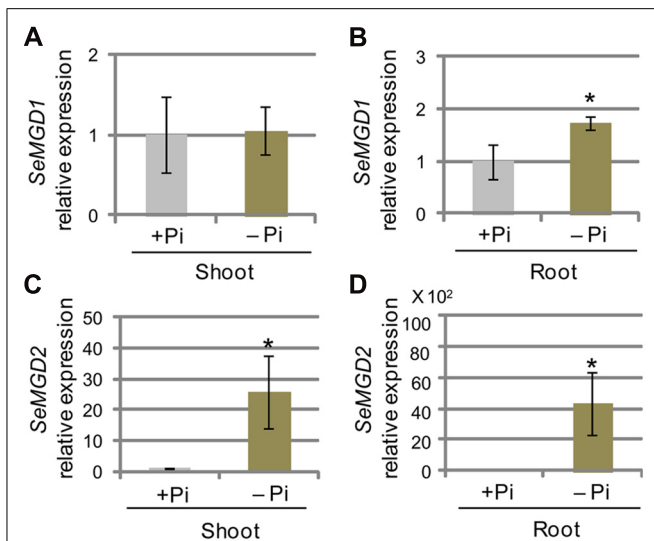 A
SeMGD1
relative expression
2
1
0
+Pi
– Pi
Shoot
B
SeMGD1
relative expression
3
2
1
0
*
+Pi
– Pi
Root
C
SeMGD2
relative expression
50
40
30
20
10
0
*
+Pi
– Pi
Shoot
D
X 10²
SeMGD2
relative expression
100
80
60
40
20
0
*
+Pi
– Pi
Root